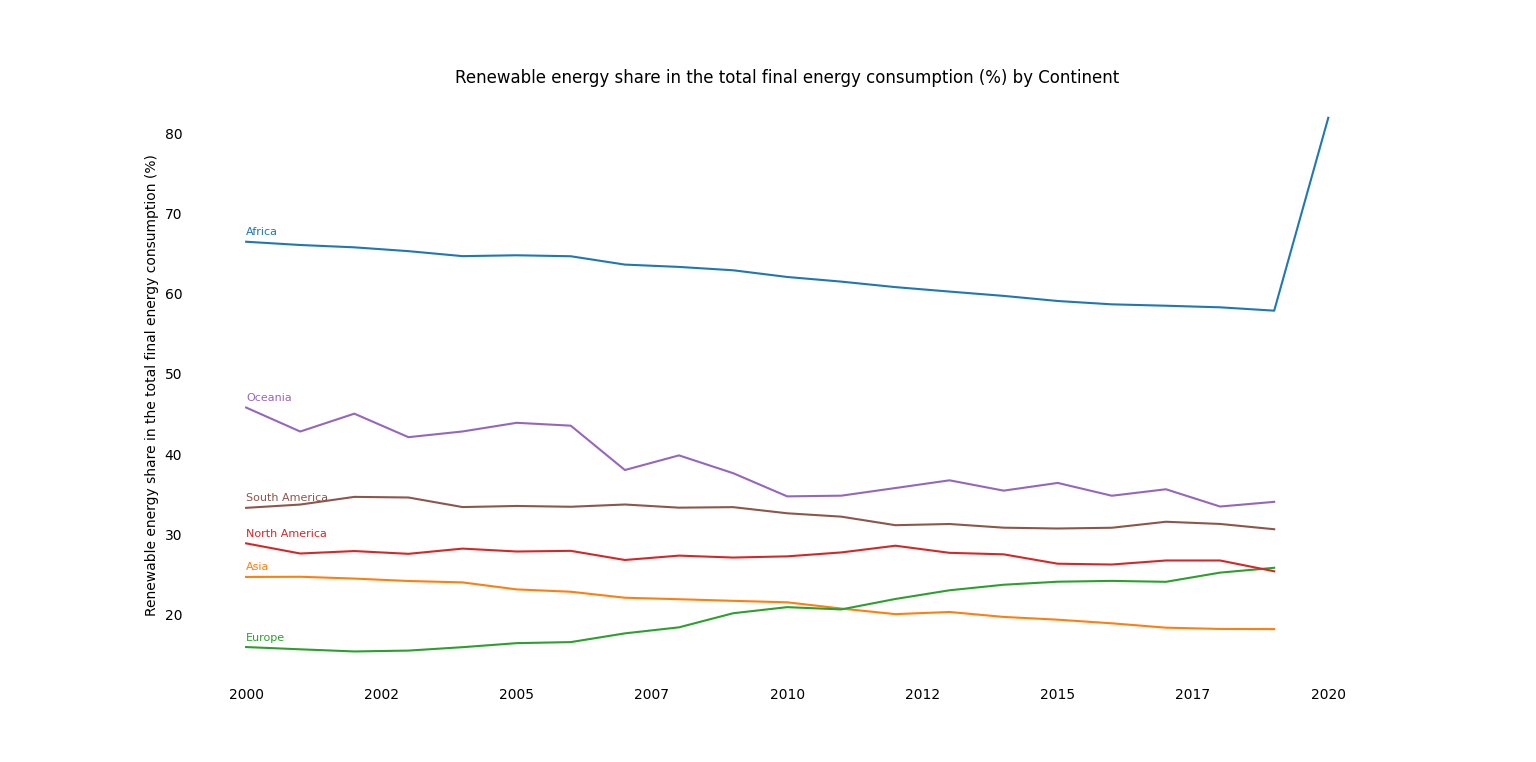 Renewable energy share in the total final energy consumption (%) by Continent
Renewable energy share in the total final energy consumption (%)
80
70
60
50
40
30
20
Africa
Oceania
South America
North America
Asia
Europe
2000 2002 2005 2007 2010 2012 2015 2017 2020